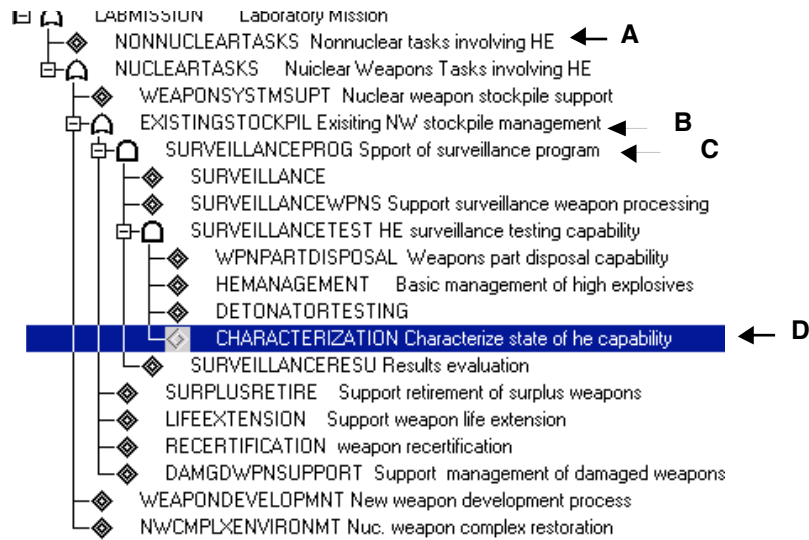 LABMISSION Laboratory Mission
NONNUCLEARTASKS Nonnuclear tasks involving HE A
NUCLEARTASKS Nuiclear Weapons Tasks involving HE
WEAPONSYSTMSUPT Nuclear weapon stockpile support
EXISTINGSTOCKPIL Exisiting NW stockpile management B
SURVEILLANCEPROG Spport of surveillance program C
SURVEILLANCE
SURVEILLANCEWPNS Support surveillance weapon processing
SURVEILLANCETEST HE surveillance testing capability
WPNPARTDISPOSAL Weapons part disposal capability
HEMANAGEMENT Basic management of high explosives
DETONATORTESTING
CHARACTERIZATION Characterize state of he capability D
SURVEILLANCERESU Results evaluation
SURPLUSRETIRE Support retirement of surplus weapons
LIFEEXTENSION Support weapon life extension
RECERTIFICATION weapon recertification
DAMGDWPNSUPPORT Support management of damaged weapons
WEAPONDEVELOPMNT New weapon development process
NWCMPLXENVIRONMT Nuc. weapon complex restoration